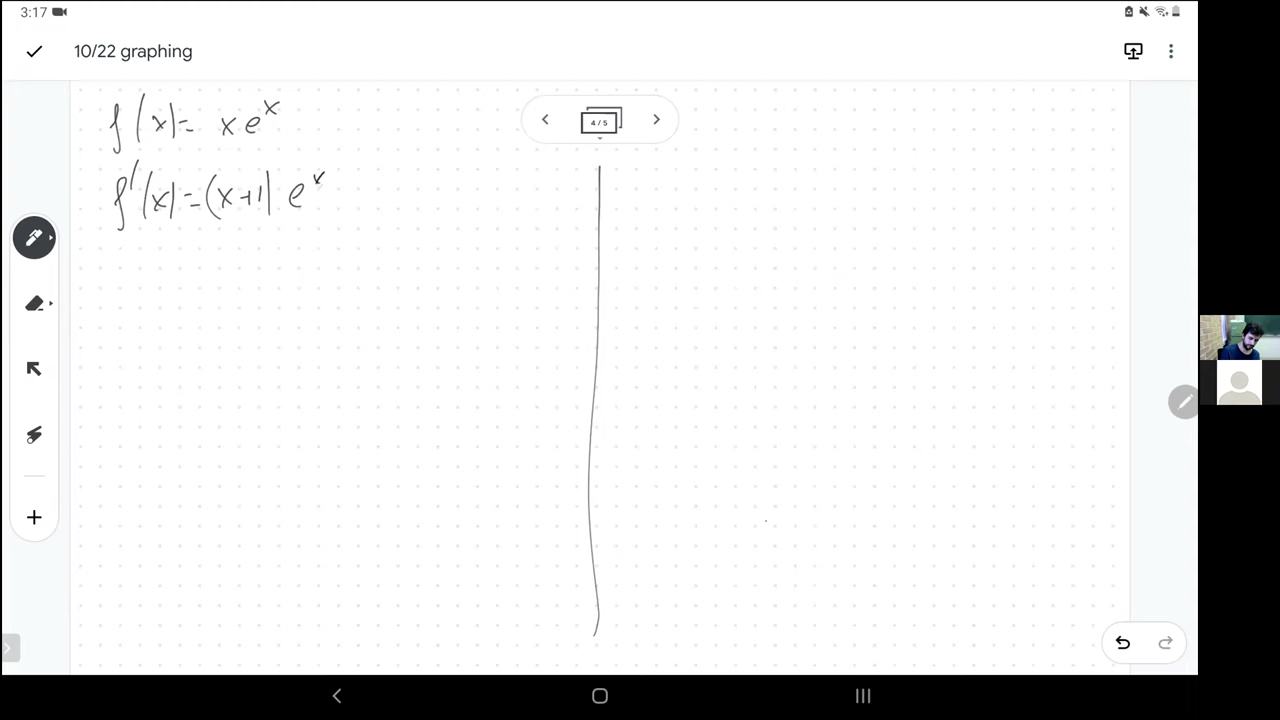 3:17
10/22 graphing
f(x)= xe^x
4/5
f'(x)=(x+1) e^x